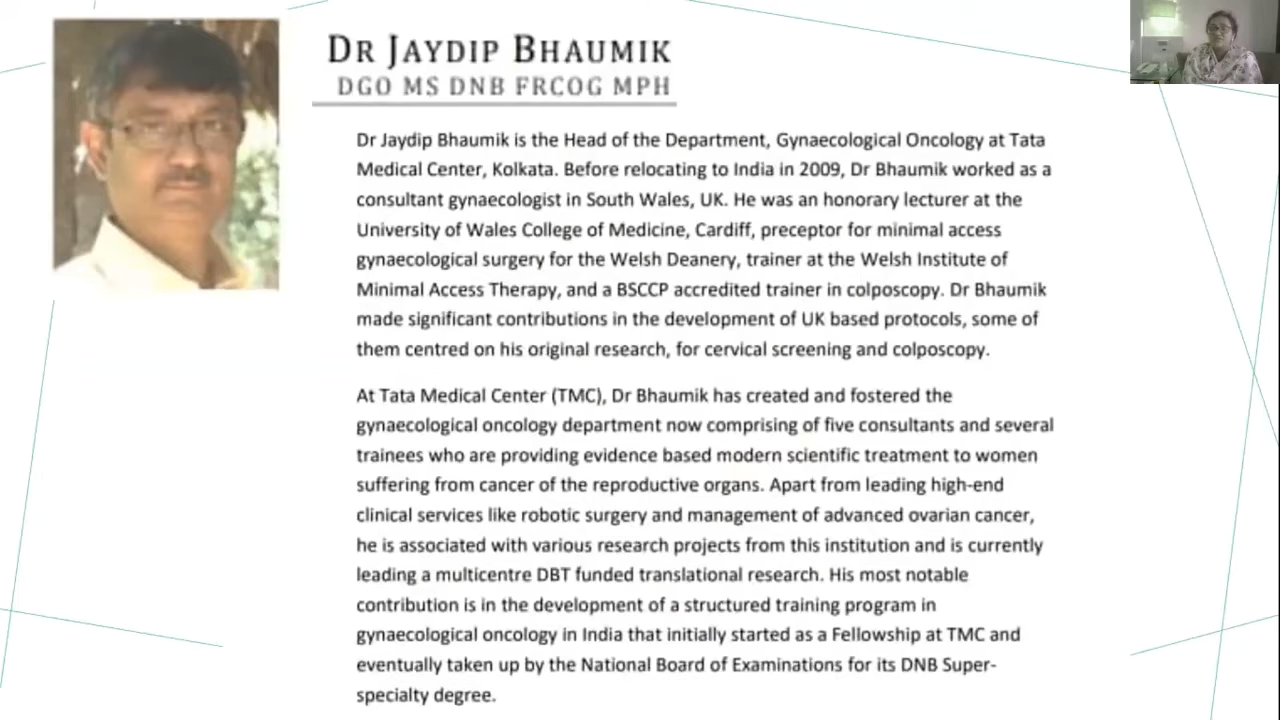 DR JAYDIP BHAUMIK
DGO MS DNB FRCOG MPH
Dr Jaydip Bhaumik is the Head of the Department, Gynaecological Oncology at Tata
Medical Center, Kolkata. Before relocating to India in 2009, Dr Bhaumik worked as a
consultant gynaecologist in South Wales, UK. He was an honorary lecturer at the
University of Wales College of Medicine, Cardiff, preceptor for minimal access
gynaecological surgery for the Welsh Deanery, trainer at the Welsh Institute of
Minimal Access Therapy, and a BSCCP accredited trainer in colposcopy. Dr Bhaumik
made significant contributions in the development of UK based protocols, some of
them centred on his original research, for cervical screening and colposcopy.
At Tata Medical Center (TMC), Dr Bhaumik has created and fostered the
gynaecological oncology department now comprising of five consultants and several
trainees who are providing evidence based modern scientific treatment to women
suffering from cancer of the reproductive organs. Apart from leading high-end
clinical services like robotic surgery and management of advanced ovarian cancer,
he is associated with various research projects from this institution and is currently
leading a multicentre DBT funded translational research. His most notable
contribution is in the development of a structured training program in
gynaecological oncology in India that initially started as a Fellowship at TMC and
eventually taken up by the National Board of Examinations for its DNB Super-
specialty degree.